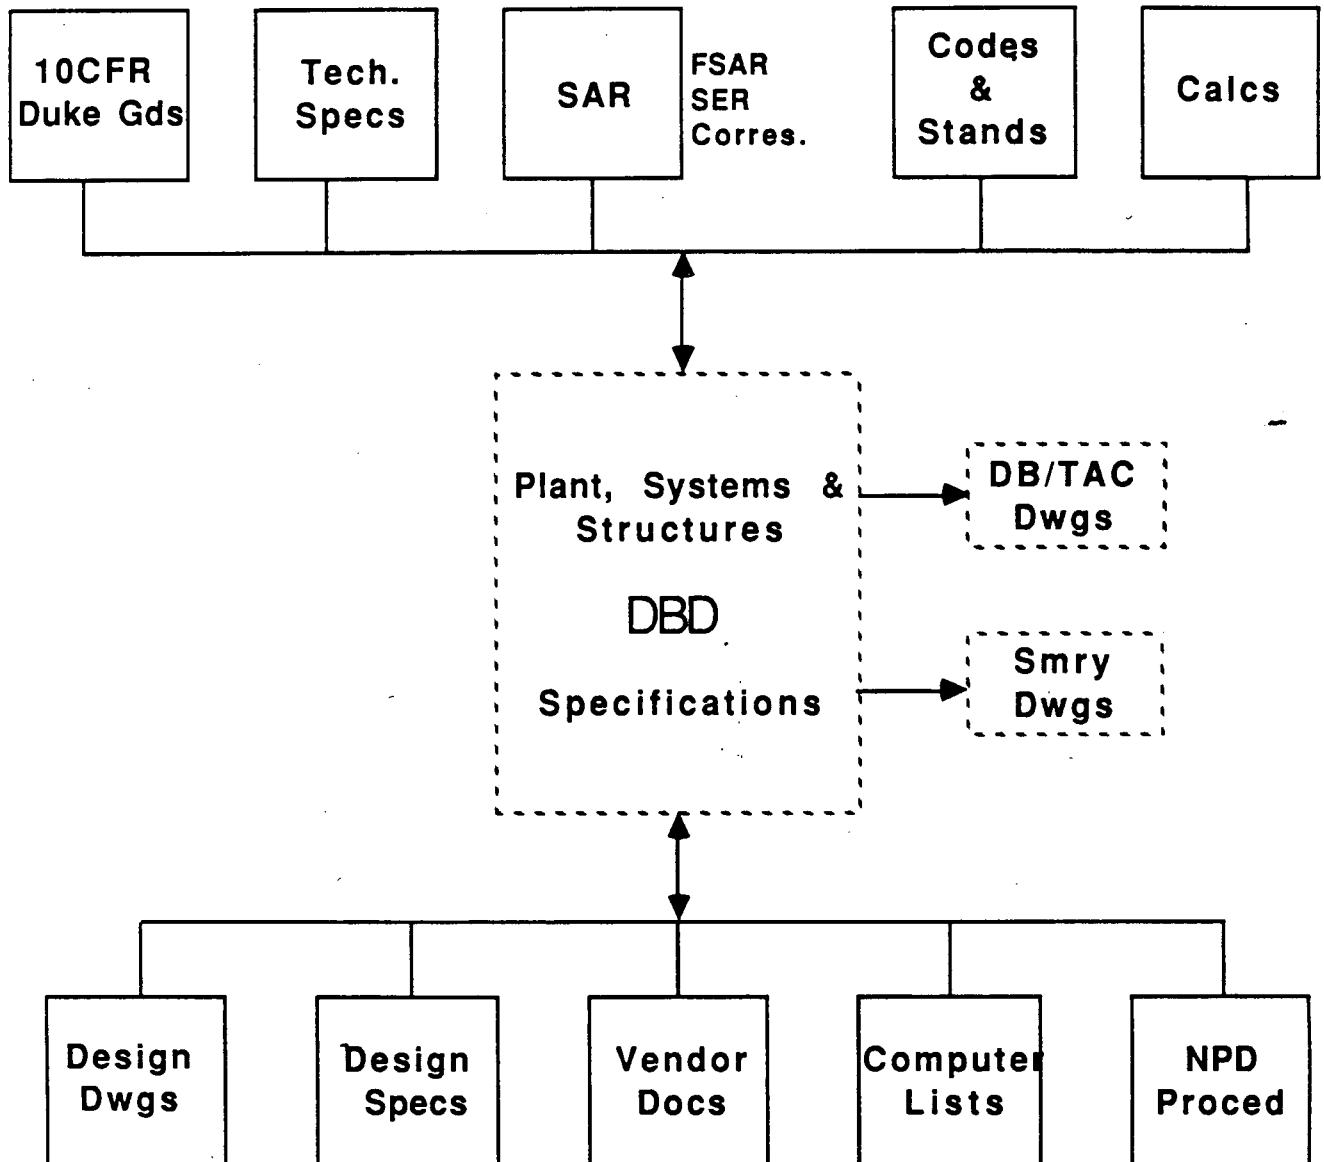 10CFR
Duke Gds
Tech.
Specs
SAR
FSAR
SER
Corres.
Codes
&
Stands
Calcs
Plant, Systems &
Structures
DBD
Specifications
DB/TAC
Dwgs
Smry
Dwgs
Design
Dwgs
Design
Specs
Vendor
Docs
Computer
Lists
NPD
Proced